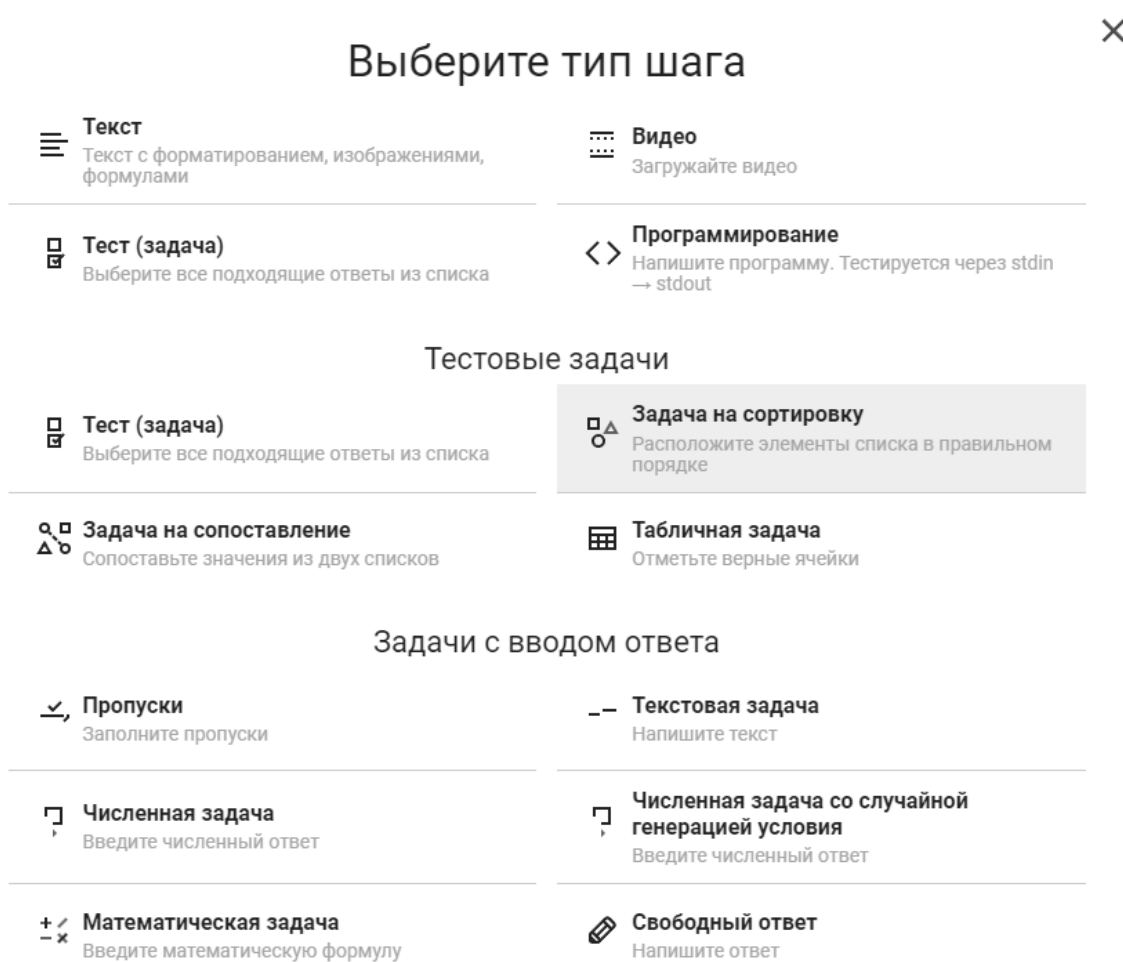 Выберите тип шага
Текст
Текст с форматированием, изображениями,
формулами
Видео
Загружайте видео
Тест (задача)
Выберите все подходящие ответы из списка
Программирование
Напишите программу. Тестируется через stdin
→ stdout
Тестовые задачи
Тест (задача)
Выберите все подходящие ответы из списка
Задача на сортировку
Расположите элементы списка в правильном
порядке
Задача на сопоставление
Сопоставьте значения из двух списков
Табличная задача
Отметьте верные ячейки
Задачи с вводом ответа
Пропуски
Заполните пропуски
Текстовая задача
Напишите текст
Численная задача
Введите численный ответ
Численная задача со случайной
генерацией условия
Введите численный ответ
Математическая задача
Введите математическую формулу
Свободный ответ
Напишите ответ